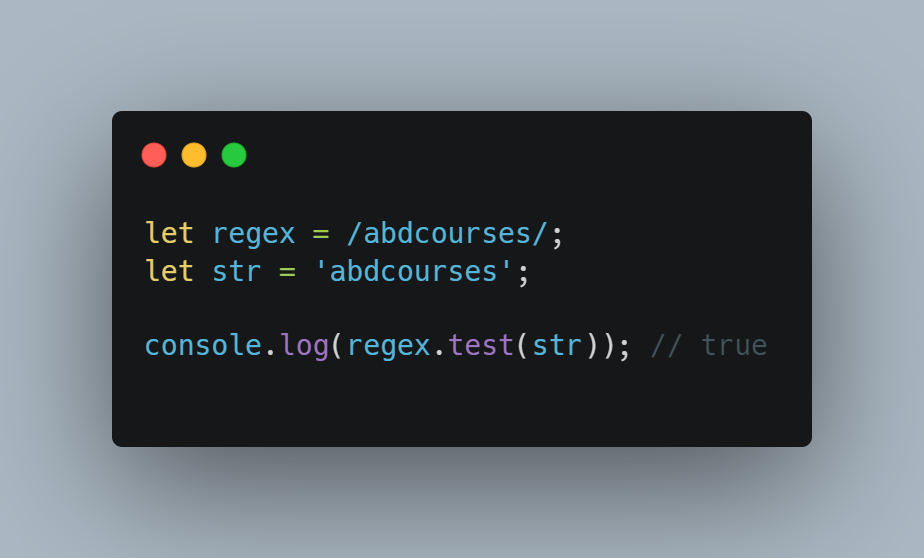 let regex = /abdcourses/;
let str = 'abdcourses';
console.log(regex.test(str)); // true